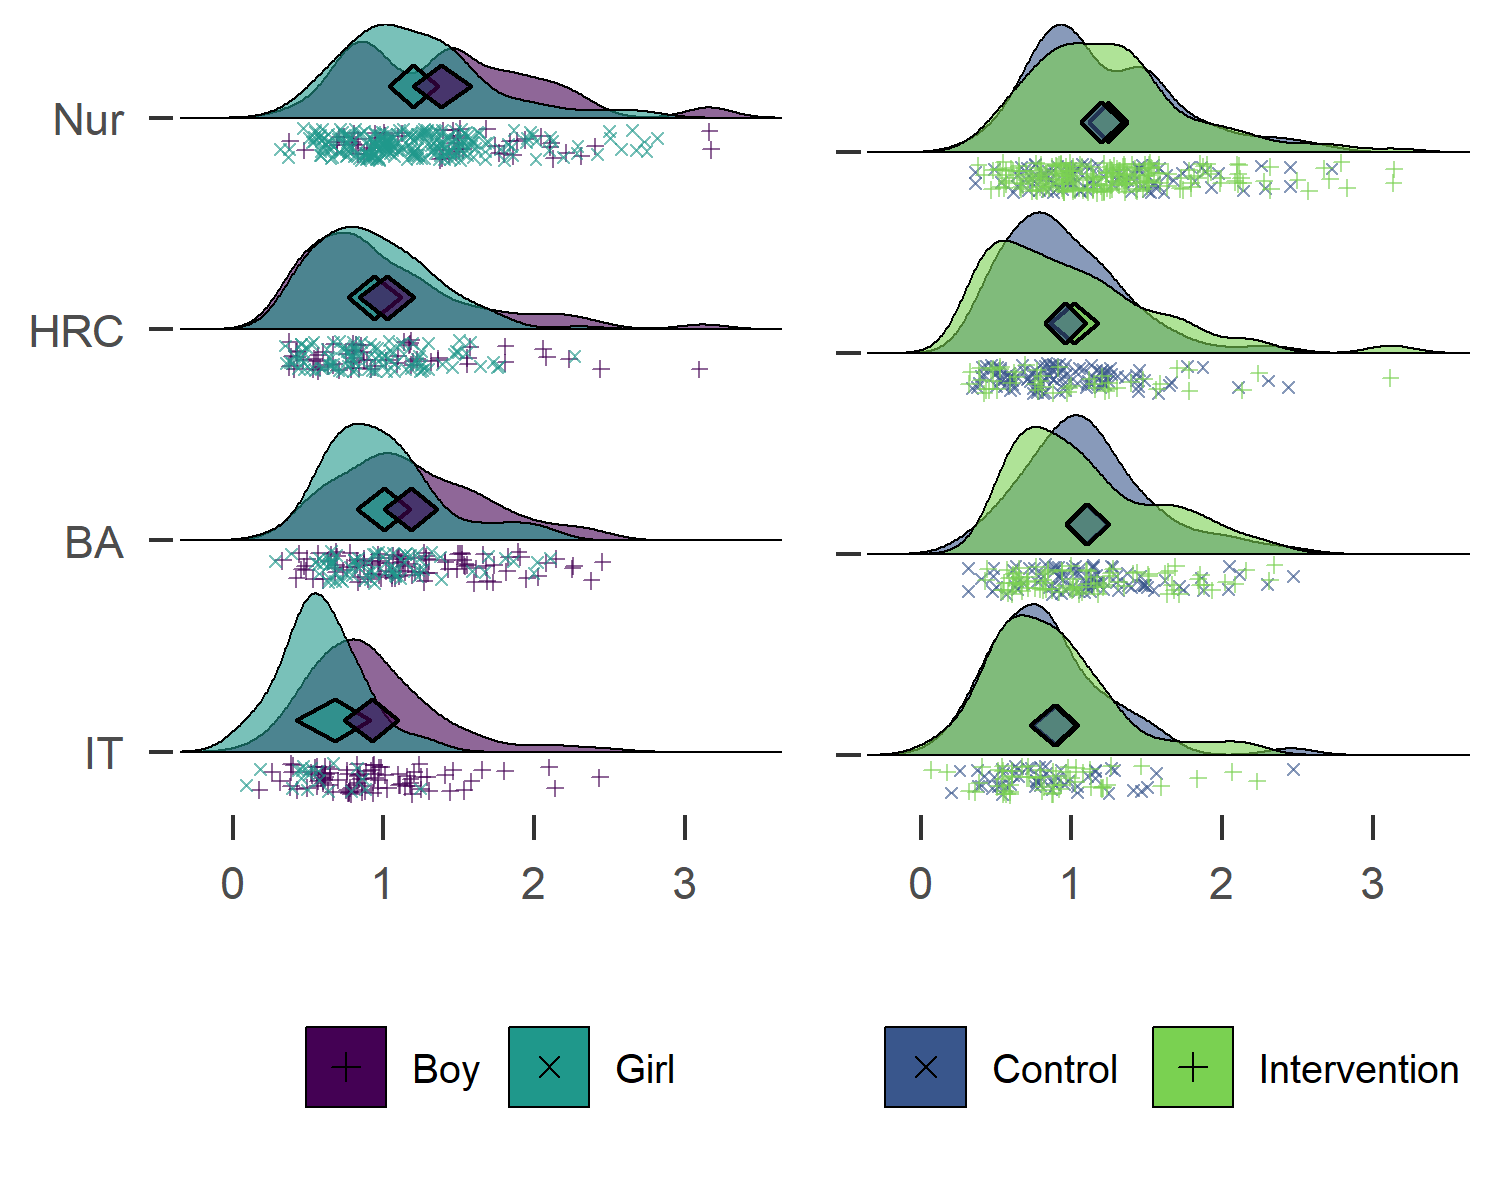 Nur
HRC
BA
IT
0 1 2 3
0 1 2 3
Boy Girl
Control Intervention